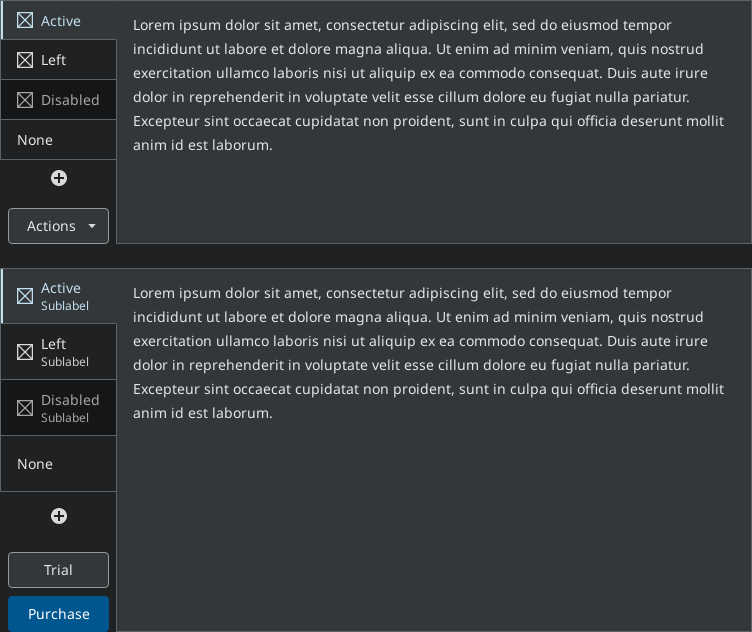 Active
Left
Disabled
None
Actions
Lorem ipsum dolor sit amet, consectetur adipiscing elit, sed do eiusmod tempor
incididunt ut labore et dolore magna aliqua. Ut enim ad minim veniam, quis nostrud
exercitation ullamco laboris nisi ut aliquip ex ea commodo consequat. Duis aute irure
dolor in reprehenderit in voluptate velit esse cillum dolore eu fugiat nulla pariatur.
Excepteur sint occaecat cupidatat non proident, sunt in culpa qui officia deserunt mollit
anim id est laborum.
Active
Sublabel
Left
Sublabel
Disabled
Sublabel
None
Trial
Purchase
Lorem ipsum dolor sit amet, consectetur adipiscing elit, sed do eiusmod tempor
incididunt ut labore et dolore magna aliqua. Ut enim ad minim veniam, quis nostrud
exercitation ullamco laboris nisi ut aliquip ex ea commodo consequat. Duis aute irure
dolor in reprehenderit in voluptate velit esse cillum dolore eu fugiat nulla pariatur.
Excepteur sint occaecat cupidatat non proident, sunt in culpa qui officia deserunt mollit
anim id est laborum.